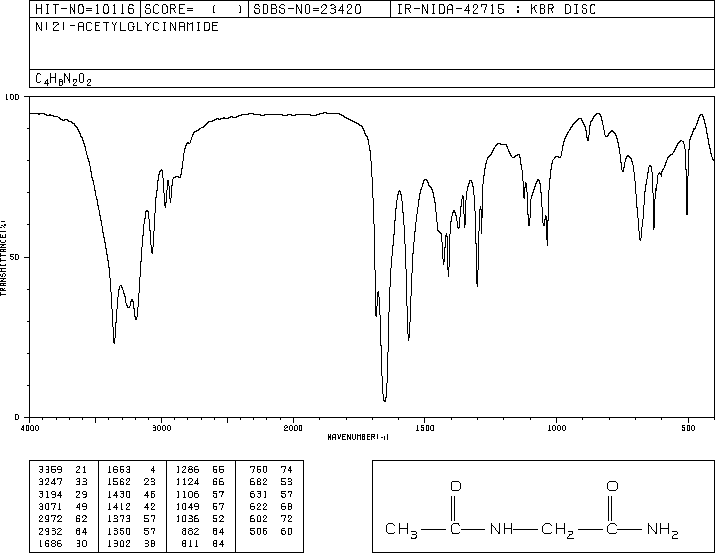 HIT-NO=10116 SCORE= ( ) SDBS-NO=23420 IR-NIDA-42715 : KBR DISC
N(2)-ACETYLGLYCINAMIDE
C4H8N2O2
100
TRANSMITTANCE(%)
50
0
4000 3000 2000 1500 1000 500
WAVENUMBER(-1)
3359 21 1663 4 1286 66 760 74
3247 33 1562 23 1124 66 682 53
3194 29 1430 46 1106 57 631 57
3071 49 1412 42 1049 67 622 68
2972 62 1373 57 1036 52 602 72
2932 64 1350 57 882 84 506 60
1686 30 1302 38 811 84
O O
CH3 C NH CH2 C NH2